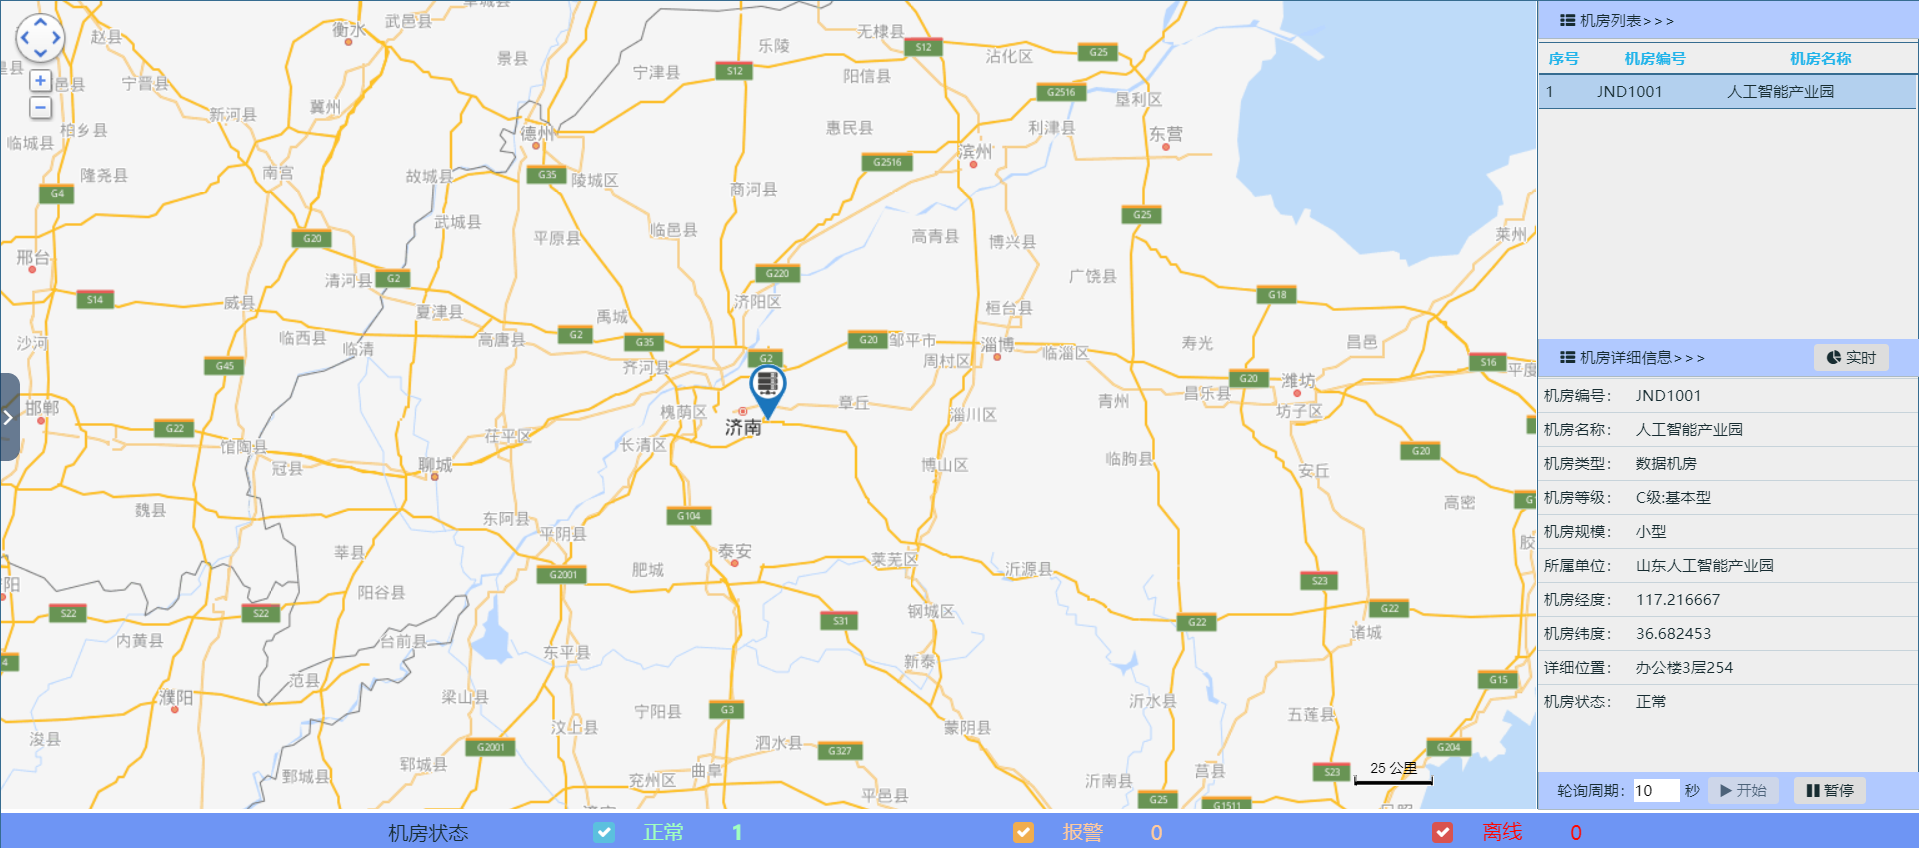 赵县
衡水
武邑县
宁晋县
邑县
景县
新河县
冀州
柏乡县
临城县
隆尧县
南宫
故城县
德州
陵城区
宁津县
乐陵
无棣县
阳信县
沾化区
垦利区
惠民县
利津县
东营
滨州
商河县
武城县
平原县
临邑县
高青县
博兴县
莱州
邢台
清河县
广饶县
威县
夏津县
禹城
济阳区
桓台县
沙河
临西县
临清
高唐县
齐河县
邹平市
周村区
淄博
临淄区
寿光
昌邑
平度
昌乐县
潍坊
坊子区
青州
邯郸
馆陶县
冠县
聊城
茌平区
槐荫区
济南
章丘
淄川区
长清区
博山区
临朐县
安丘
高密
魏县
东阿县
平阴县
莘县
泰安
莱芜区
沂源县
肥城
阳谷县
钢城区
诸城
内黄县
台前县
东平县
新泰
范县
濮阳
梁山县
宁阳县
沂水县
五莲县
汶上县
泗水县
蒙阴县
浚县
鄄城县
郓城县
兖州区
曲阜
平邑县
沂南县
莒县
S12
S12
G25
G2516
G2516
G4
G35
G25
G20
G2
G220
S14
G18
G2
G35
G20
G2
S16
G45
G20
G22
G20
G104
G2001
S23
G22
S22
S22
S31
G22
G15
G3
G2001
G327
G204
S23
G25
G1511
25 公里
机房列表>>>
序号 机房编号 机房名称
1 JND1001 人工智能产业园
机房详细信息>>> 实时
机房编号: JND1001
机房名称: 人工智能产业园
机房类型: 数据机房
机房等级: C级:基本型
机房规模: 小型
所属单位: 山东人工智能产业园
机房经度: 117.216667
机房纬度: 36.682453
详细位置: 办公楼3层254
机房状态: 正常
轮询周期: 10 秒 开始 暂停
机房状态 正常 1 报警 0 离线 0